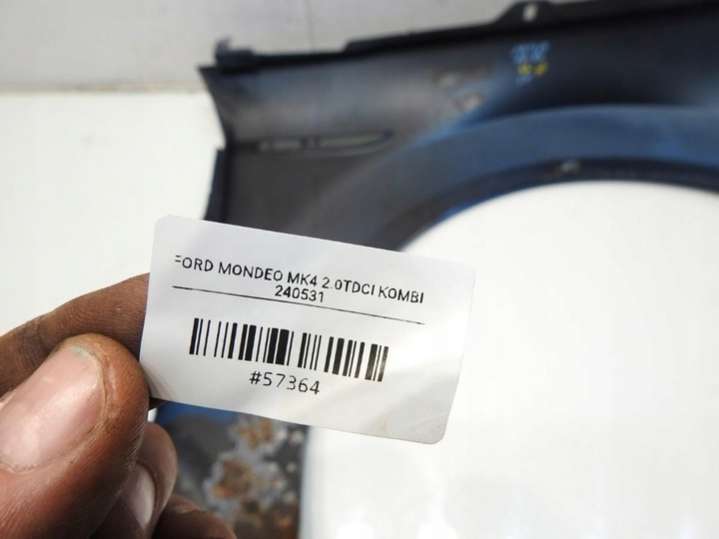 FORD MONDEO MK4 2.0TDCI KOMBI
240531
#57364